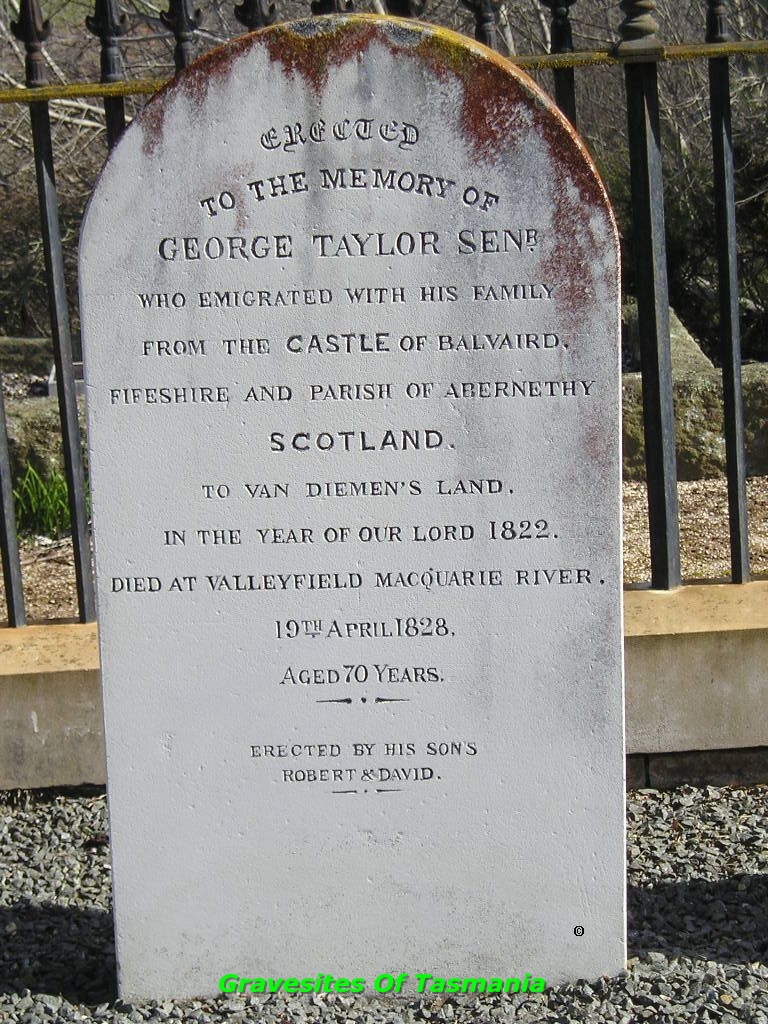 ERECTED
TO THE MEMORY OF
GEORGE TAYLOR SENR
WHO EMIGRATED WITH HIS FAMILY
FROM THE CASTLE OF BALVAIRD,
FIFESHIRE AND PARISH OF ABERNETHY
SCOTLAND.
TO VAN DIEMEN'S LAND,
IN THE YEAR OF OUR LORD 1822.
DIED AT VALLEYFIELD MACQUARIE RIVER.
19TH APRIL 1828,
AGED 70 YEARS.
ERECTED BY HIS SON'S
ROBERT & DAVID.
©
Gravesites Of Tasmania